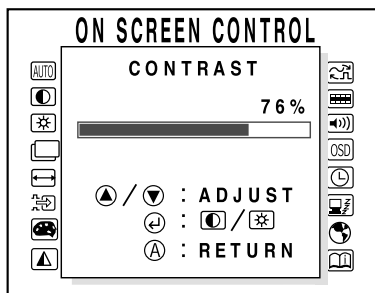 ON SCREEN CONTROL
AUTO
CONTRAST
76%
OSD
/ : ADJUST
: /
A : RETURN